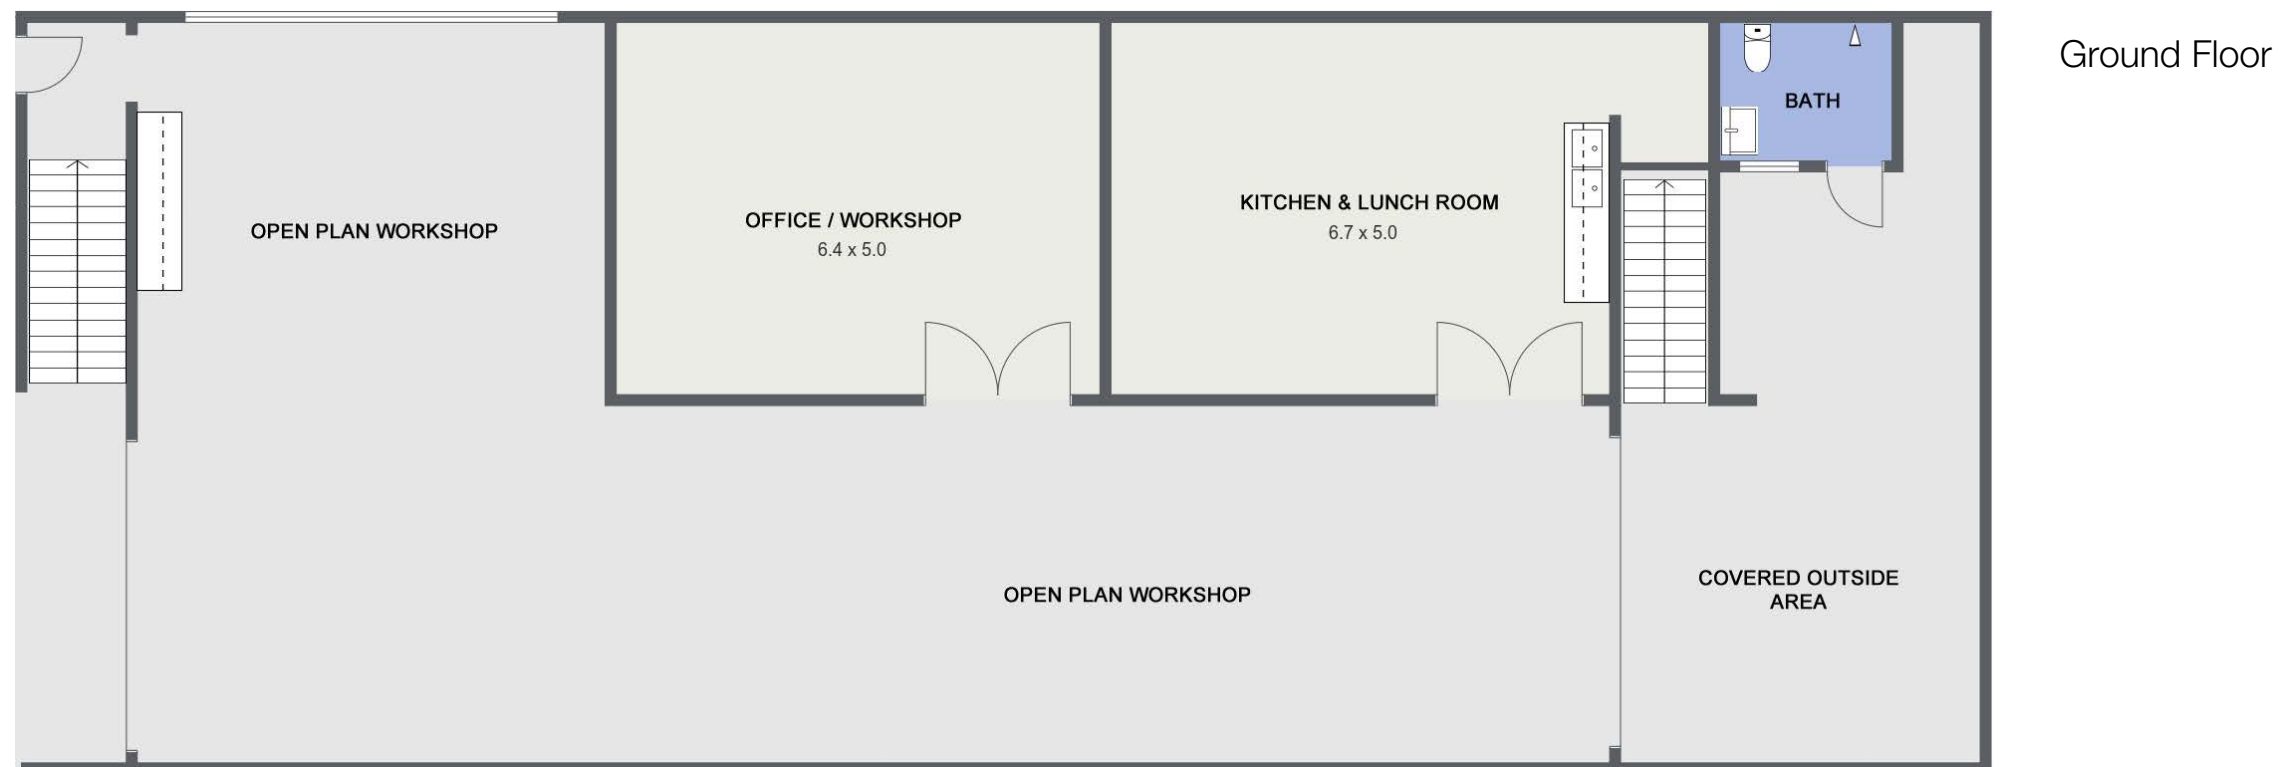 Ground Floor
BATH
OPEN PLAN WORKSHOP
OFFICE / WORKSHOP
6.4 x 5.0
KITCHEN & LUNCH ROOM
6.7 x 5.0
OPEN PLAN WORKSHOP
COVERED OUTSIDE
AREA